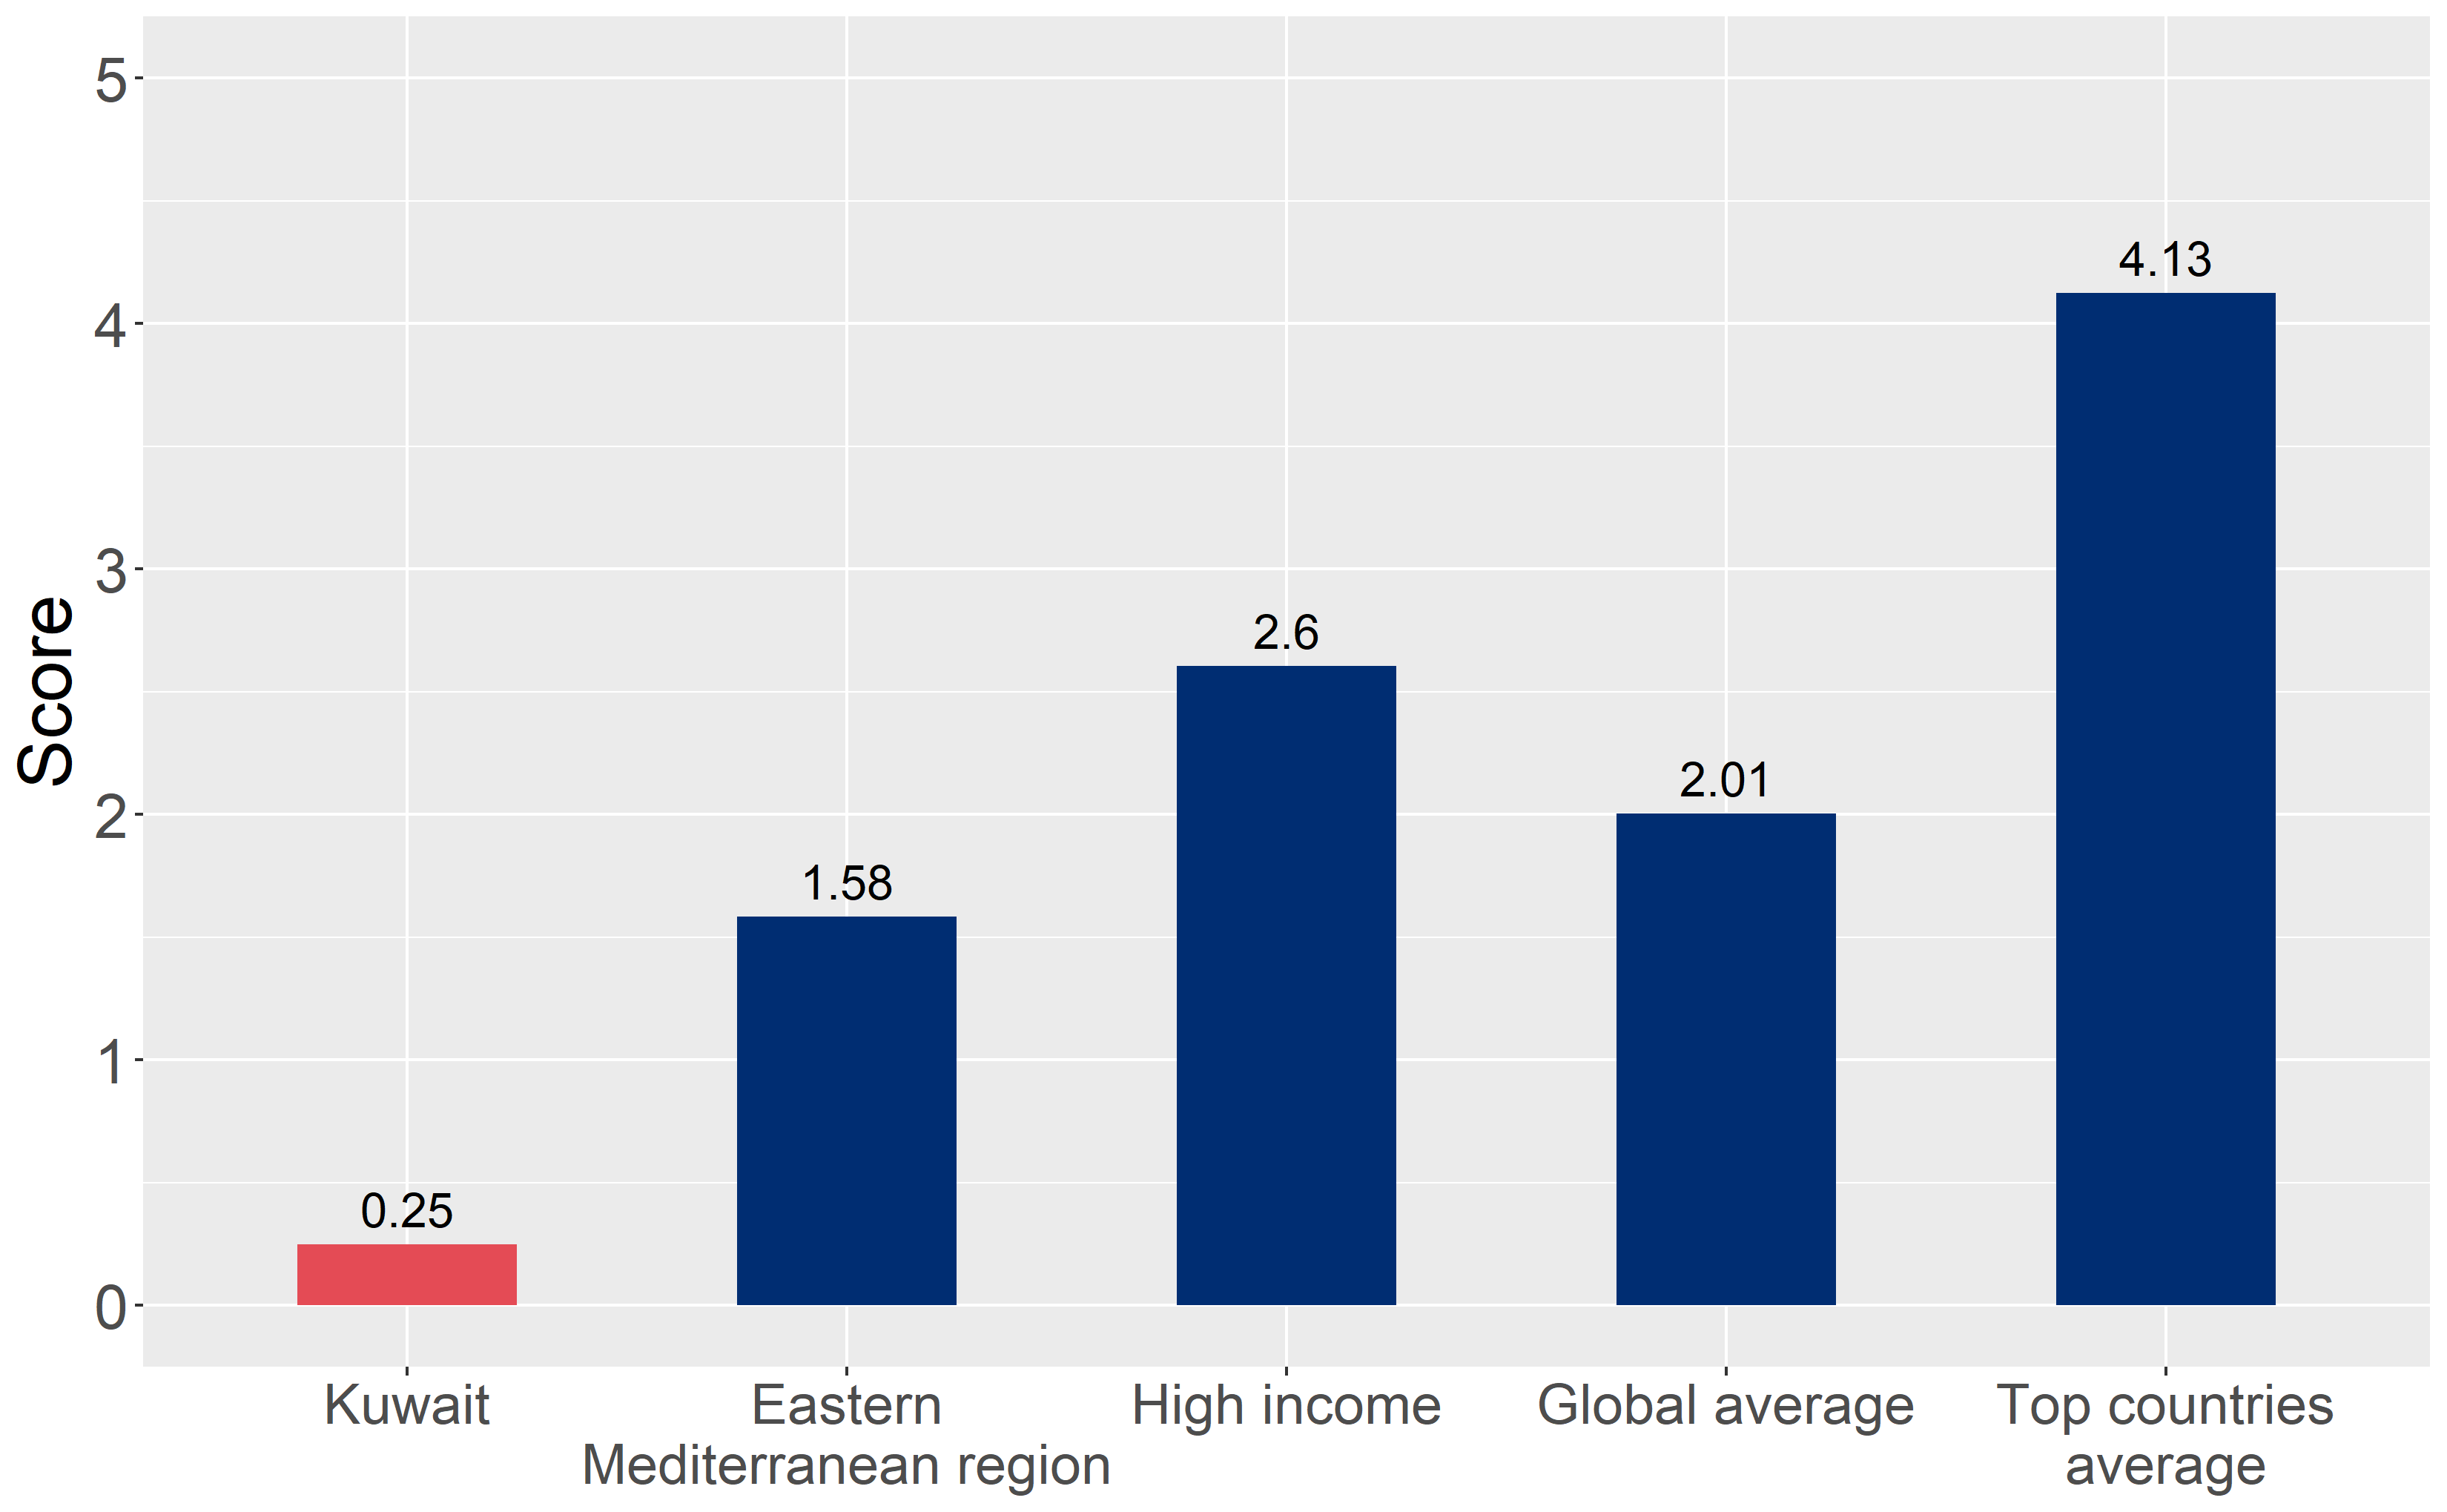 Score
5
4
3
2
1
0
0.25
1.58
2.6
2.01
4.13
Kuwait
Eastern
Mediterranean region
High income
Global average
Top countries
average